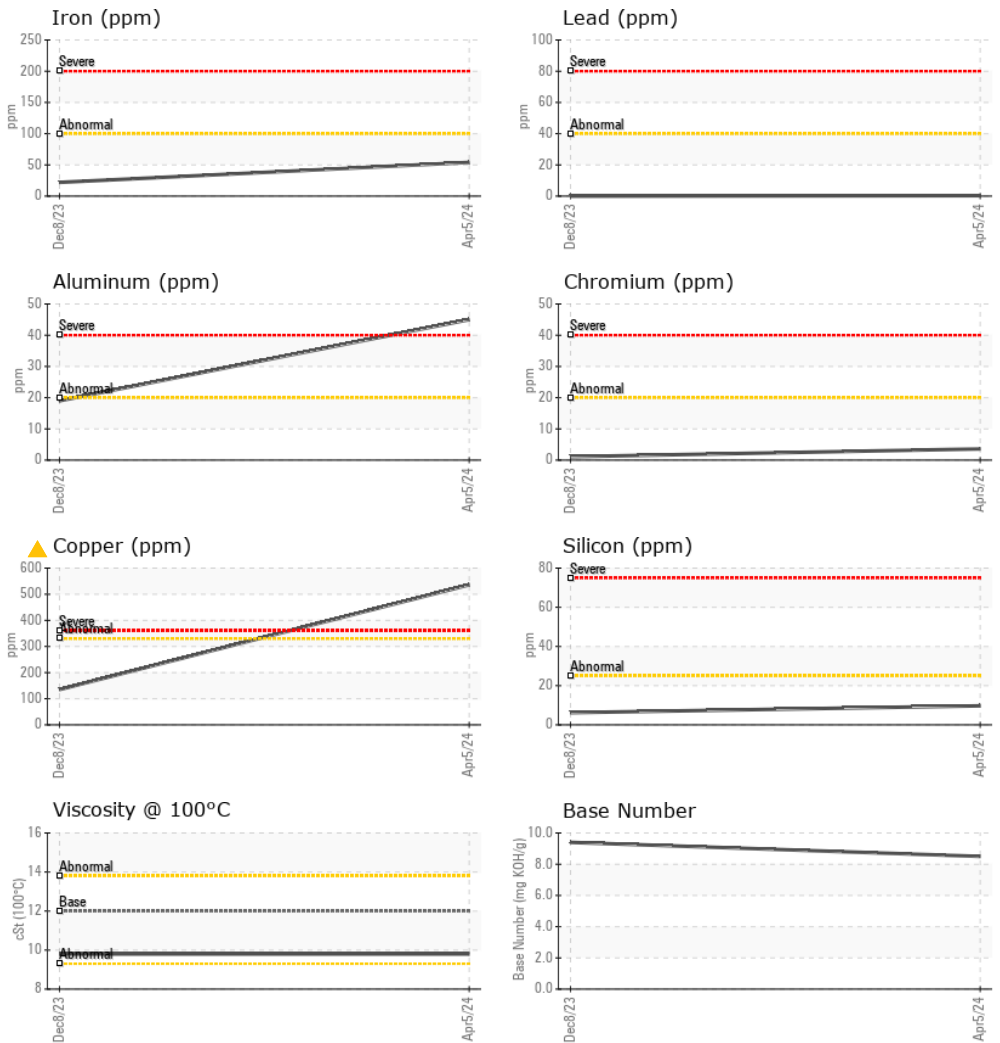 Iron (ppm)
250
200
150
100
50
0
ppm
Severe
Abnormal
Dec8/23
Apr5/24
Lead (ppm)
100
80
60
40
20
0
ppm
Severe
Abnormal
Dec8/23
Apr5/24
Aluminum (ppm)
50
40
30
20
10
0
ppm
Severe
Abnormal
Dec8/23
Apr5/24
Chromium (ppm)
50
40
30
20
10
0
ppm
Severe
Abnormal
Dec8/23
Apr5/24
Copper (ppm)
600
500
400
300
200
100
0
ppm
Severe
Abnormal
Dec8/23
Apr5/24
Silicon (ppm)
80
60
40
20
0
ppm
Severe
Abnormal
Dec8/23
Apr5/24
Viscosity @ 100°C
16
14
12
10
8
cSt (100°C)
Abnormal
Base
Abnormal
Dec8/23
Apr5/24
Base Number
10.0
8.0
6.0
4.0
2.0
0.0
Base Number (mg KOH/g)
Dec8/23
Apr5/24